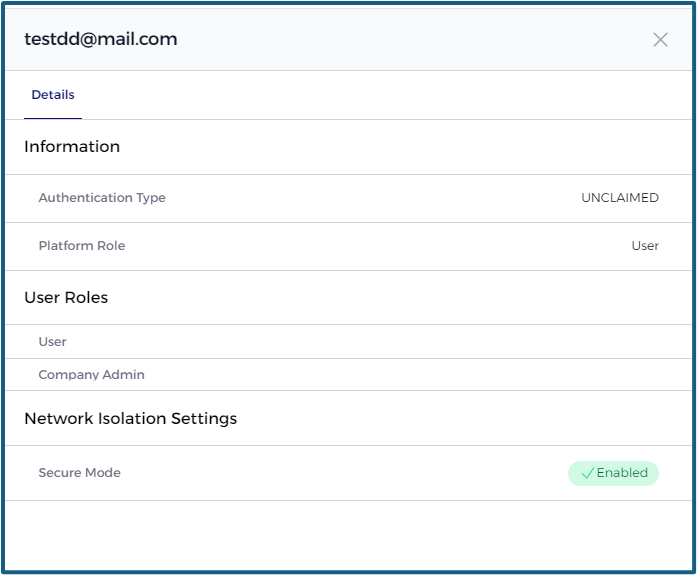 testdd@mail.com
Details
Information
Authentication Type UNCLAIMED
Platform Role User
User Roles
User
Company Admin
Network Isolation Settings
Secure Mode Enabled